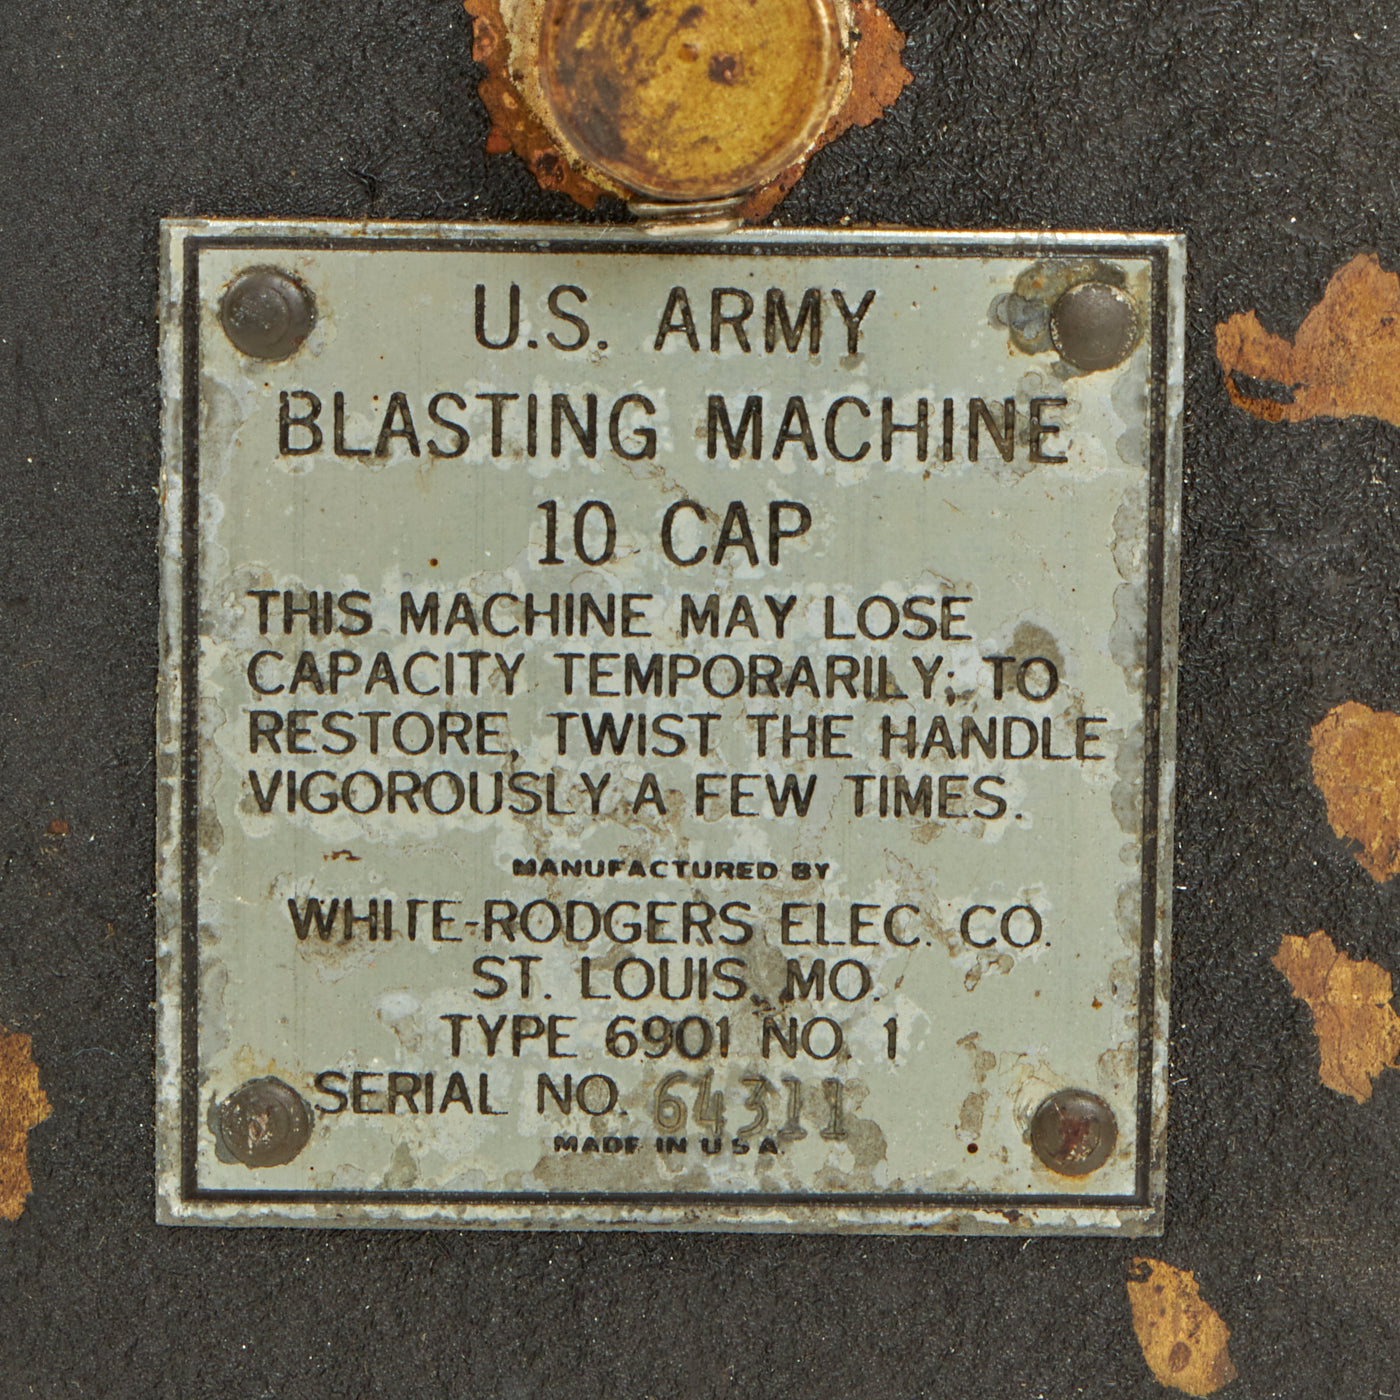 U.S. ARMY
BLASTING MACHINE
10 CAP
THIS MACHINE MAY LOSE
CAPACITY TEMPORARILY; TO
RESTORE, TWIST THE HANDLE
VIGOROUSLY A FEW TIMES.
MANUFACTURED BY
WHITE-RODGERS ELEC. CO.
ST. LOUIS, MO.
TYPE 6901 NO. 1
SERIAL NO. 64311
MADE IN U S A